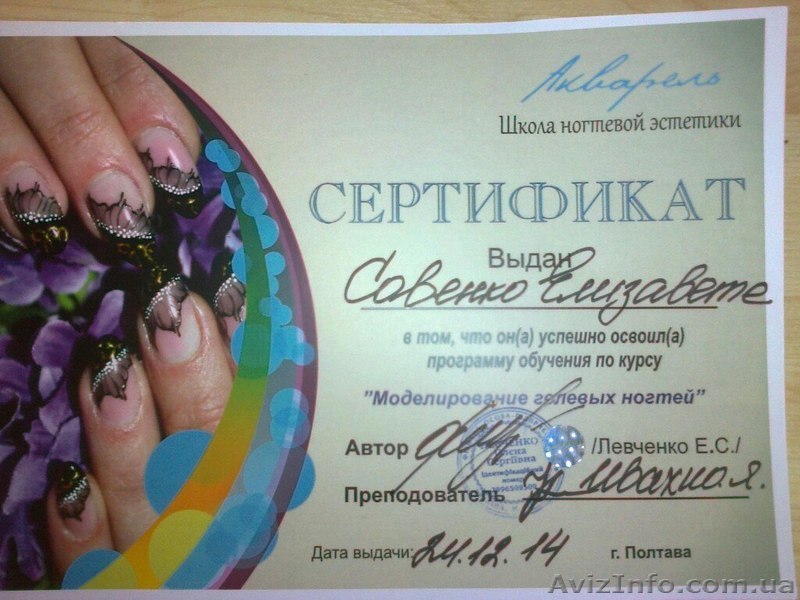 Акварель
Школа ногтевой эстетики
СЕРТИФИКАТ
Выдан
Савенко Елизавете
в том, что он(а) успешно освоил(а)
программу обучения по курсу
"Моделирование гелевых ногтей"
Автор /Левченко Е.С./
Преподователь
Дата выдачи: 24.12.14 г. Полтава
AvizInfo.com.ua